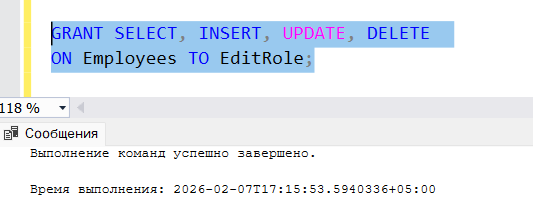 GRANT SELECT, INSERT, UPDATE, DELETE
ON Employees TO EditRole;
118 %
Сообщения
Выполнение команд успешно завершено.
Время выполнения: 2026-02-07T17:15:53.5940336+05:00